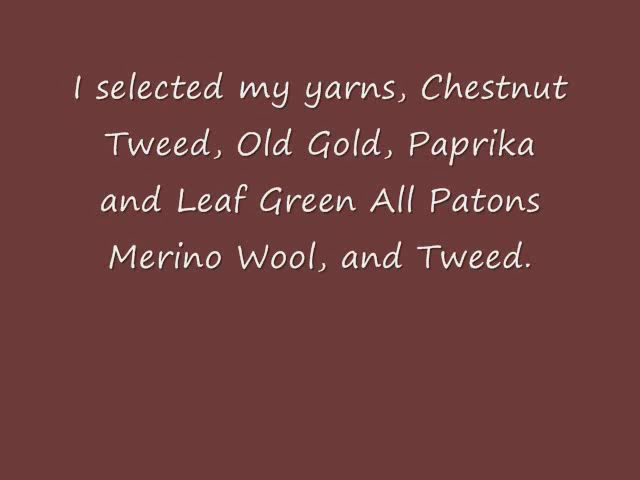 I selected my yarns, Chestnut
Tweed, Old Gold, Paprika
and Leaf Green All Patons
Merino Wool, and Tweed.